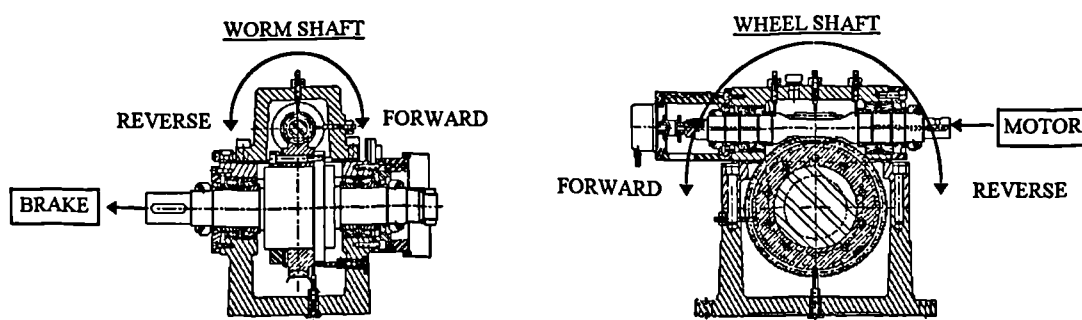 WORM SHAFT
REVERSE
FORWARD
BRAKE
WHEEL SHAFT
MOTOR
FORWARD
REVERSE